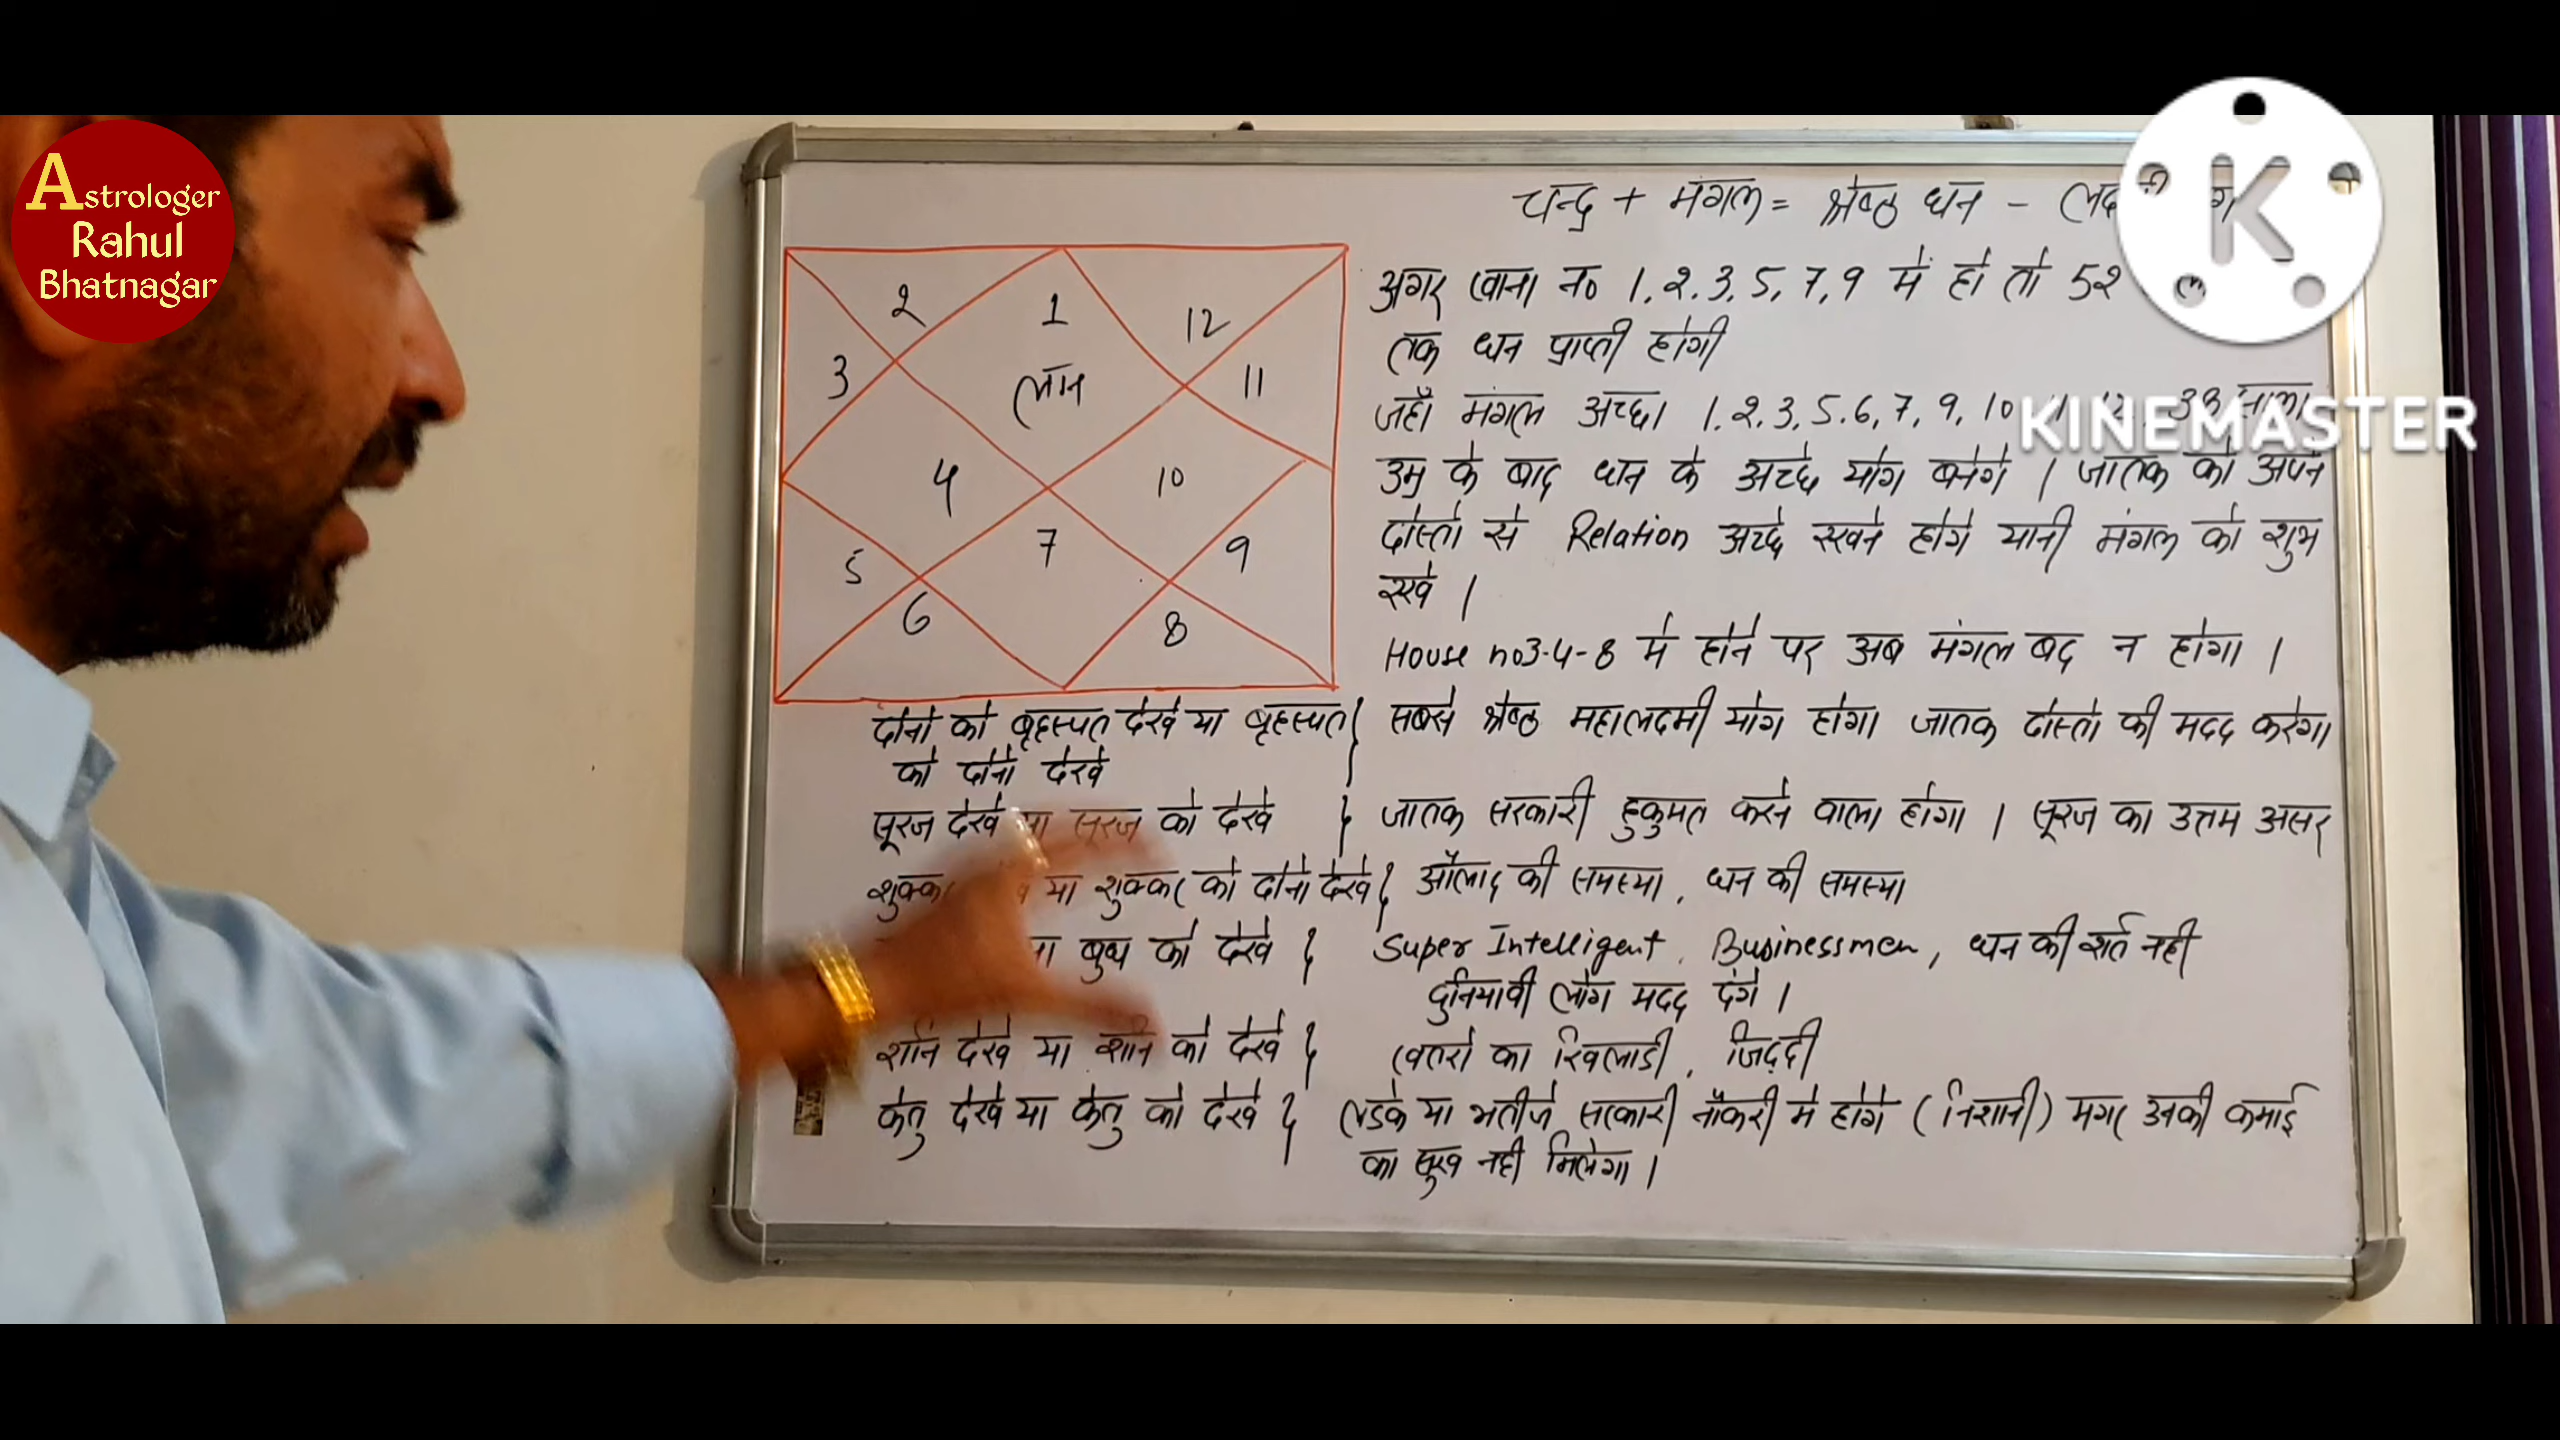 Astrologer
Rahul
Bhatnagar
चन्द्र + मंगल = श्रेष्ठ धन -
K
KINEMASTER
2
1
12
3
लग्न
11
4
10
5
7
9
6
8
अगर खाना न० 1, 2, 3, 5, 7, 9 में हो तो 52
तक धन प्राप्ती होगी
जहाँ मंगल अच्छा 1, 2, 3, 5, 6, 7, 9, 10
उम्र के बाद धन के अच्छे योग बनेगे । जातक को अपने
दोस्तो से Relation अच्छे रखने होगे यानी मंगल को शुभ
रखे ।
House no 3-4-8 मे होने पर अब मंगल बद न होगा ।
दोनो को बृहस्पत देखे या बृहस्पत } सबसे श्रेष्ठ महालक्ष्मी योग होगा जातक दोस्तो की मदद करेगा
को दोनो देखे
सूरज देखे या सूरज को देखे } जातक सरकारी हुकुमत करने वाला होगा । सूरज का उत्तम असर
शुक्कर या शुक्कर को दोनो देखे } औलाद की समस्या, धन की समस्या
बुध को देखे } Super Intelligent, Businessmen, धन की शर्त नही
दुनियावी लोग मदद देगे ।
शनि देखे या शनि को देखे } खतरो का खिलाडी, जिद्दी
केतु देखे या केतु को देखे } लडके या भतीजे सरकारी नौकरी मे होगे (निशानी) मगर उनकी कमाई
का सुख नही मिलेगा ।